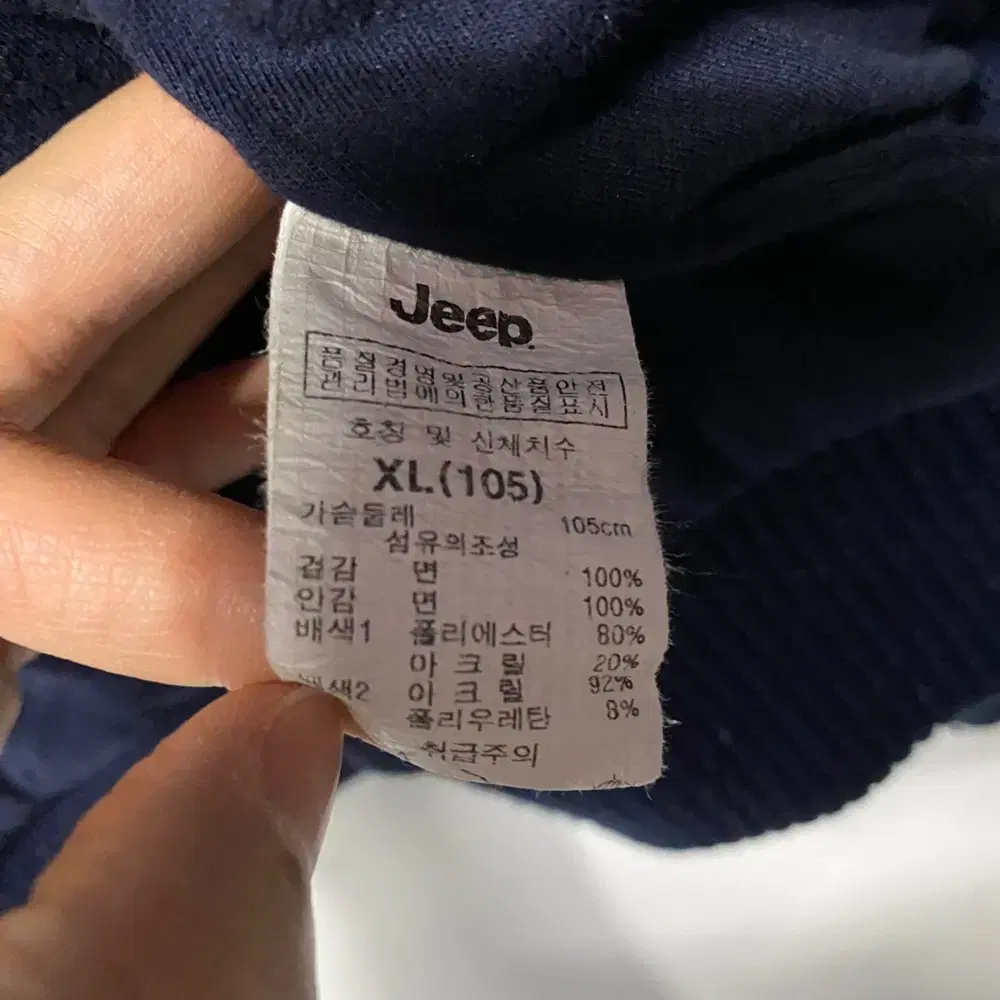 Jeep.
품질경영및공산품안전
관리법에의한품질표시
호칭 및 신체치수
XL.(105)
가슴둘레 105cm
섬유의조성
겉감 면 100%
안감 면 100%
배색1 폴리에스터 80%
아크릴 20%
배색2 아크릴 92%
폴리우레탄 8%
취급주의